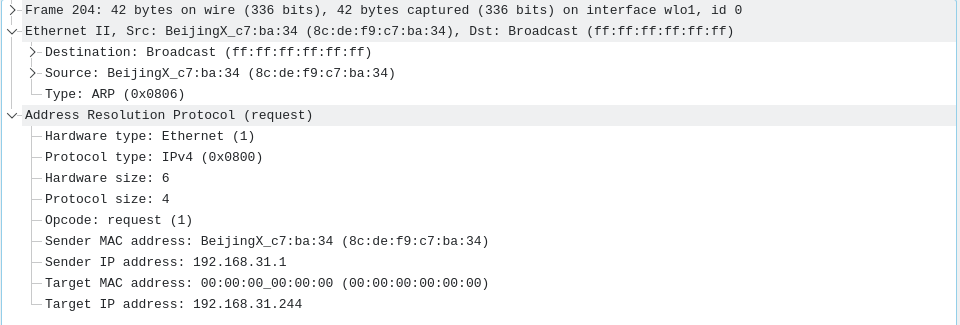 Frame 204: 42 bytes on wire (336 bits), 42 bytes captured (336 bits) on interface wlo1, id 0
Ethernet II, Src: BeijingX_c7:ba:34 (8c:de:f9:c7:ba:34), Dst: Broadcast (ff:ff:ff:ff:ff:ff)
Destination: Broadcast (ff:ff:ff:ff:ff:ff)
Source: BeijingX_c7:ba:34 (8c:de:f9:c7:ba:34)
Type: ARP (0x0806)
Address Resolution Protocol (request)
Hardware type: Ethernet (1)
Protocol type: IPv4 (0x0800)
Hardware size: 6
Protocol size: 4
Opcode: request (1)
Sender MAC address: BeijingX_c7:ba:34 (8c:de:f9:c7:ba:34)
Sender IP address: 192.168.31.1
Target MAC address: 00:00:00_00:00:00 (00:00:00:00:00:00)
Target IP address: 192.168.31.244